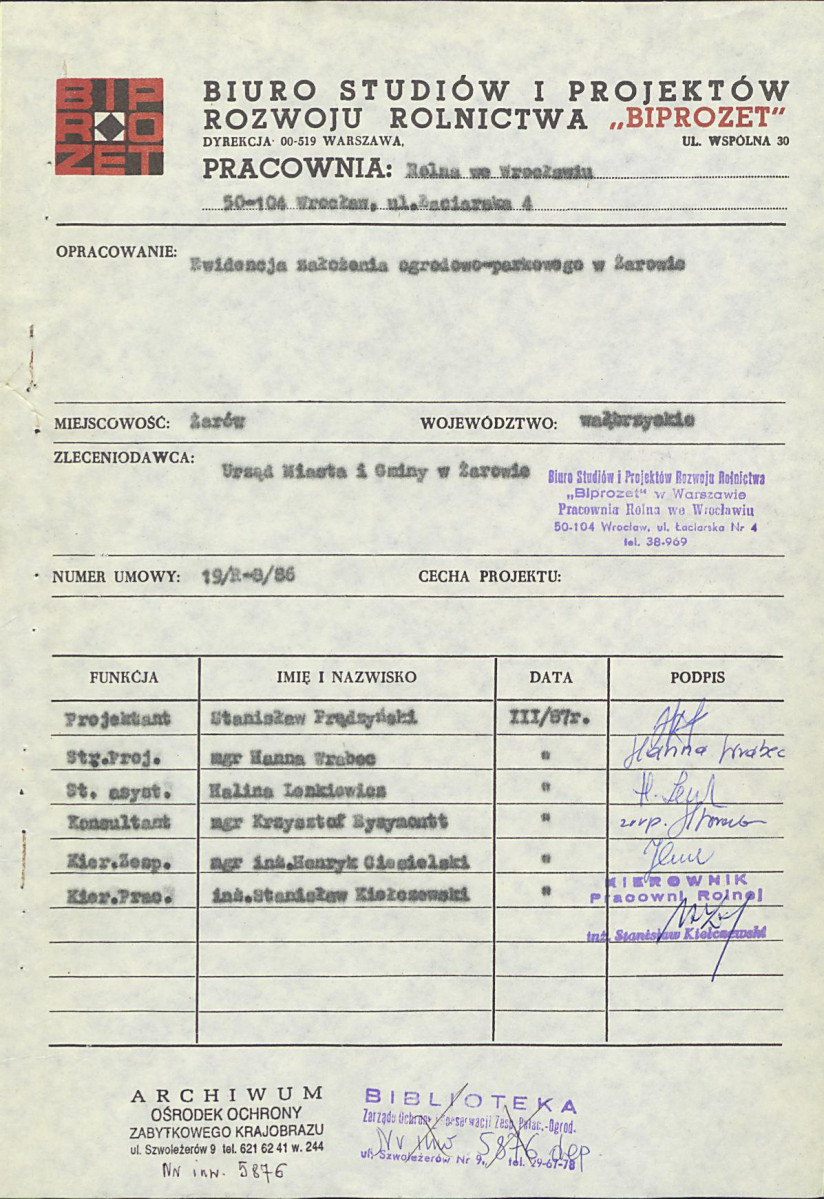 BIP
RO
ZET
BIURO STUDIÓW I PROJEKTÓW
ROZWOJU ROLNICTWA „BIPROZET"
DYREKCJA· 00-519 WARSZAWA, UL. WSPÓLNA 30
PRACOWNIA: Rolna we Wrocławiu
50-104 Wrocław, ul.Łaciarska 4
OPRACOWANIE: Ewidencja założenia ogrodowo-parkowego w Żarowie
MIEJSCOWOŚĆ: Żarów WOJEWÓDZTWO: wałbrzyskie
ZLECENIODAWCA: Urząd Miasta i Gminy w Żarowie
Biuro Studiów i Projektów Rozwoju Rolnictwa
„Biprozet" w Warszawie
Pracownia Rolna we Wrocławiu
50-104 Wrocław, ul. Łaciarska Nr 4
tel. 38-969
NUMER UMOWY: 19/R-8/86 CECHA PROJEKTU:
FUNKCJA IMIĘ I NAZWISKO DATA PODPIS
Projektant Stanisław Prądzyński III/87r.
Str.Proj. mgr Hanna Wrabec " Hanna Wrabec
St. asyst. Halina Lenkiewicz "
Konsultant mgr Krzysztof Eysymontt "
Kier.Zesp. mgr inż.Henryk Ciesielski "
Kier.Prac. inż.Stanisław Kiełczewski "
KIEROWNIK
Pracowni Rolnej
inż. Stanisław Kiełczewski
ARCHIWUM
OŚRODEK OCHRONY
ZABYTKOWEGO KRAJOBRAZU
ul. Szwoleżerów 9 tel. 621 62 41 w. 244
Nr inw. 5876
BIBLIOTEKA
Zarządu Ochrony i Konserwacji Zesp. Pałac.-Ogrod.
Nr inw 5876 dep
ul. Szwoleżerów Nr 9, tel. 29-67-78